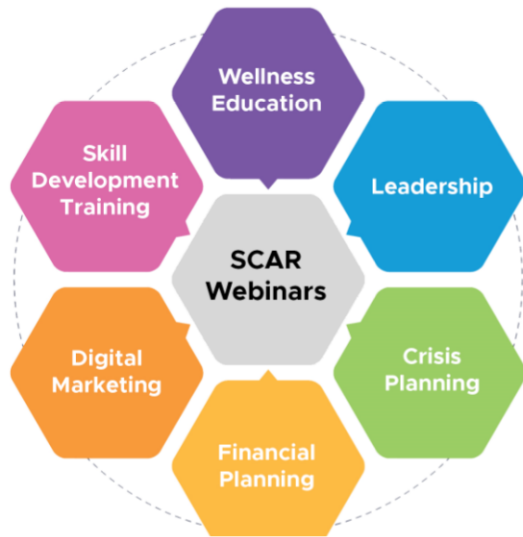 Wellness
Education
Skill
Development
Training
Leadership
SCAR
Webinars
Digital
Marketing
Crisis
Planning
Financial
Planning